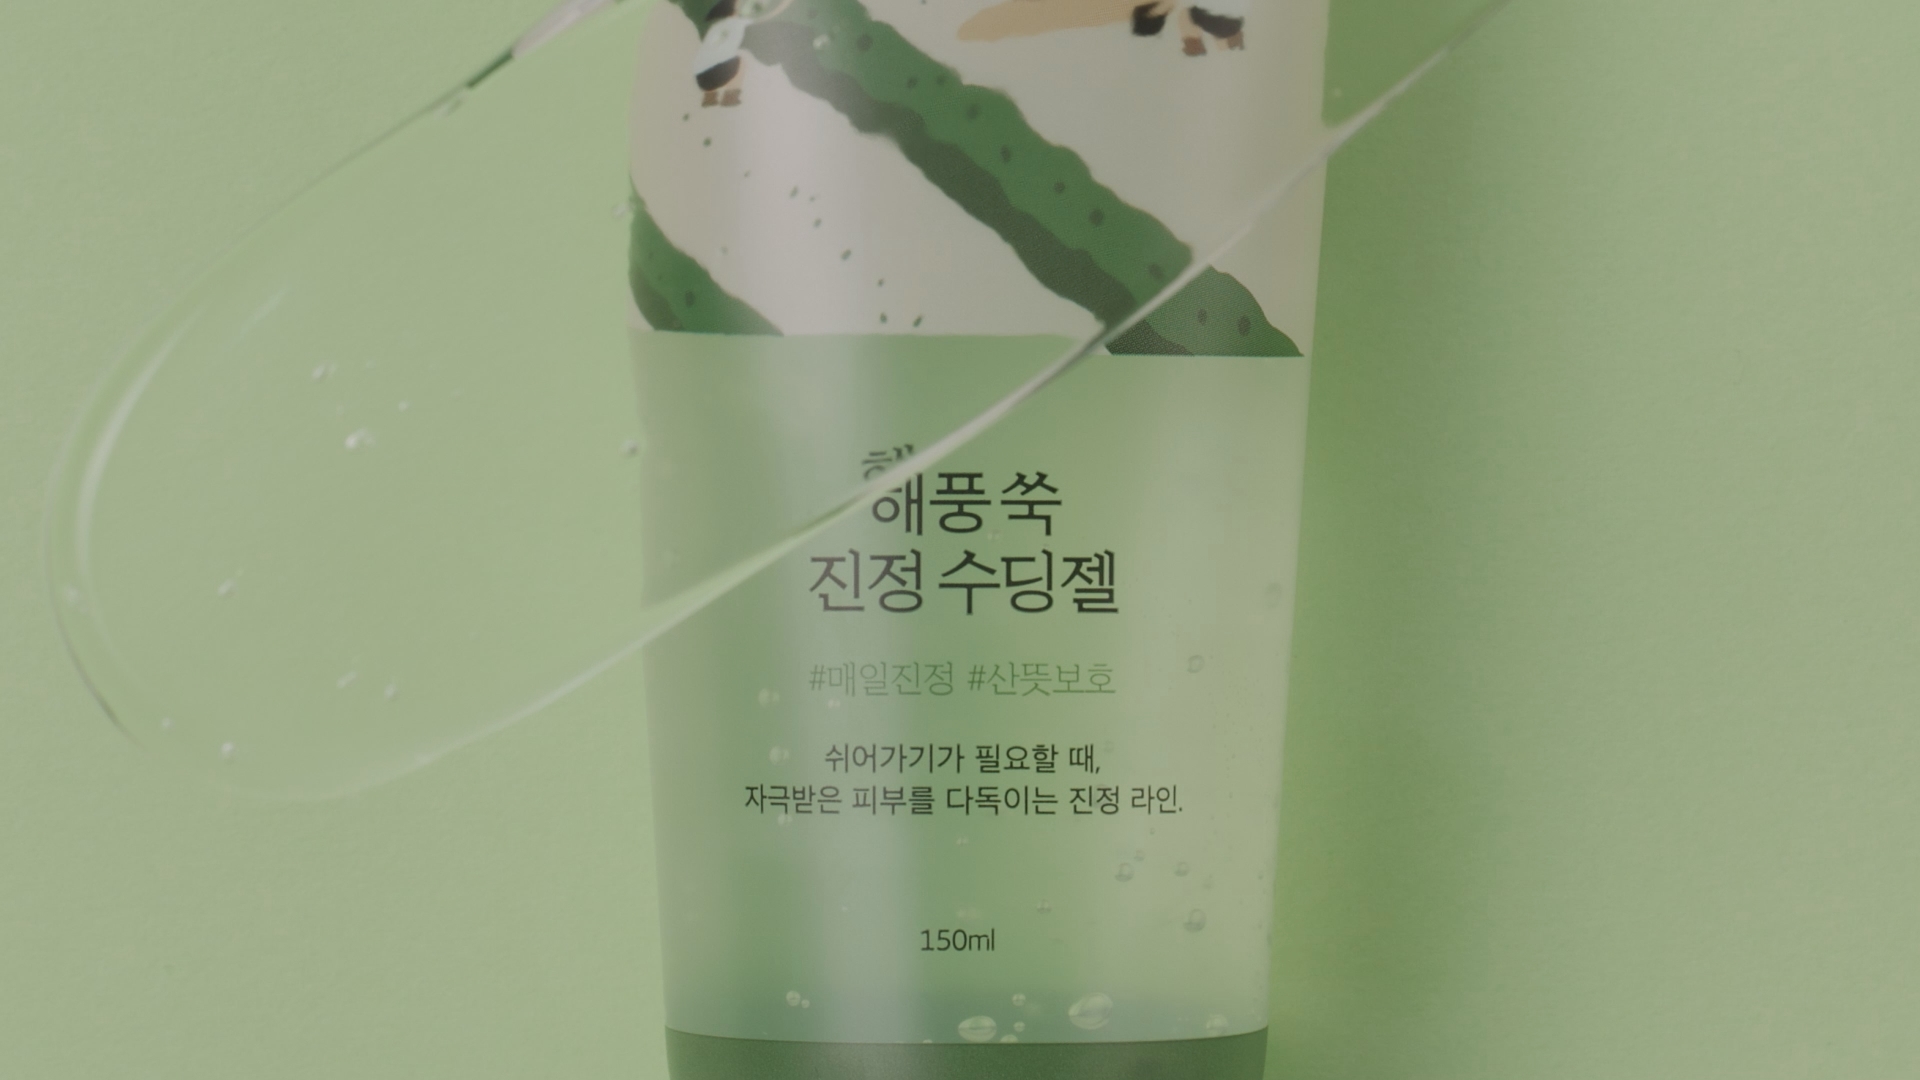 해풍 쑥
진정 수딩젤
#매일진정 #산뜻보호
쉬어가기가 필요할 때,
자극받은 피부를 다독이는 진정 라인.
150ml